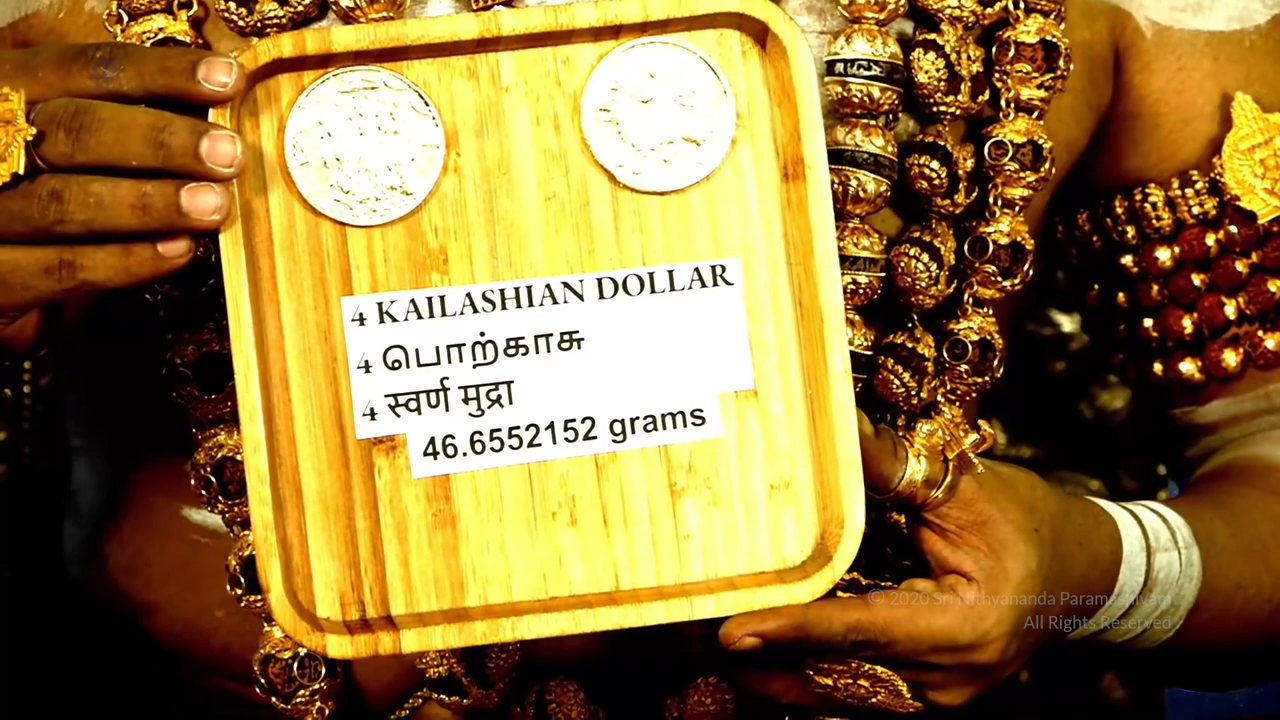 4 KAILASHIAN DOLLAR
4 பொற்காசு
4 स्वर्ण मुद्रा
46.6552152 grams
© 2020 Sri Nithyananda Paramashivam
All Rights Reserved